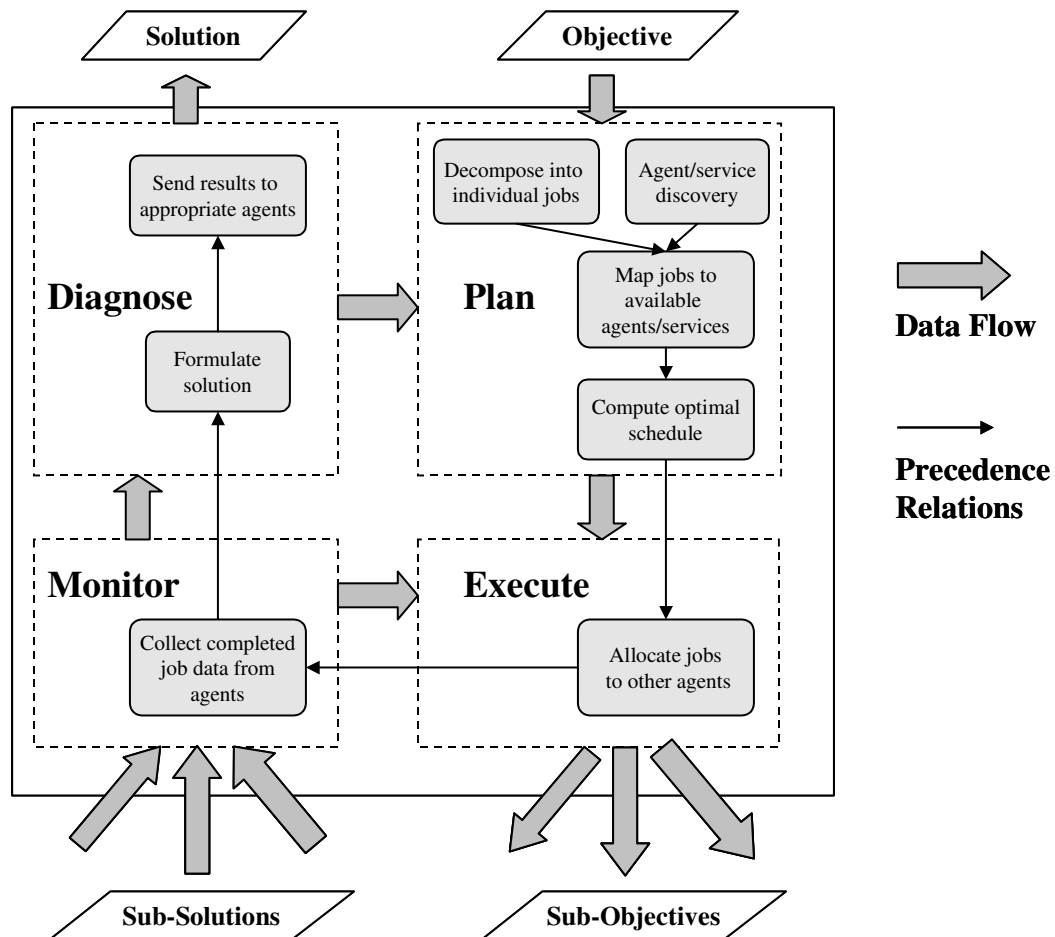 Solution
Objective
Send results to
appropriate agents
Decompose into
individual jobs
Agent/service
discovery
Diagnose
Plan
Map jobs to
available
agents/services
Formulate
solution
Compute optimal
schedule
Data Flow
Precedence
Relations
Monitor
Execute
Collect completed
job data from
agents
Allocate jobs
to other agents
Sub-Solutions
Sub-Objectives